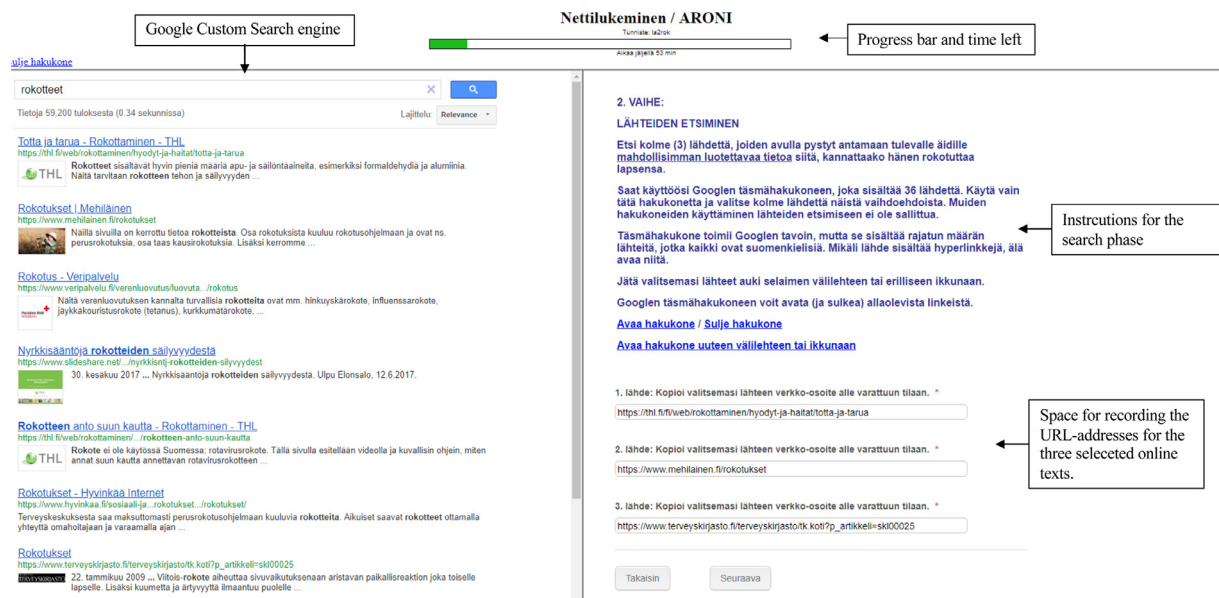 Nettilukeminen / ARONI
Tunniste: la2rok
Aikaa jäljellä 53 min
Google Custom Search engine
Progress bar and time left
sulje hakukone
rokotteet
Tietoja 59,200 tuloksesta (0.34 sekunnissa)
Lajittelu: Relevance
Totta ja tarua - Rokottaminen - THL
https://thl.fi/web/rokottaminen/hyodyt-ja-haitat/totta-ja-tarua
THL
Rokotteet sisältävät hyvin pieniä määriä apu- ja säilöntäaineita, esimerkiksi formaldehydiä ja alumiinia.
Näitä tarvitaan rokotteen tehon ja säilyvyyden ...
Rokotukset | Mehiläinen
https://www.mehilainen.fi/rokotukset
Näillä sivuilla on kerrottu tietoa rokotteista. Osa rokotuksista kuuluu rokotusohjelmaan ja ovat ns.
perusrokotuksia, osa taas kausirokotuksia. Lisäksi kerromme ...
Rokotus - Veripalvelu
https://www.veripalvelu.fi/verenluovutus/luovuta.../rokotus
Näitä verenluovutuksen kannalta turvallisia rokotteita ovat mm. hinkuyskärokote, influenssarokote,
jäykkäkouristusrokote (tetanus), kurkkumätärokote, ...
Nyrkkisääntöjä rokotteiden säilyvyydestä
https://www.slideshare.net/.../nyrkkisntj-rokotteiden-silyvyydest
30. kesäkuu 2017 ... Nyrkkisääntöjä rokotteiden säilyvyydestä. Ulpu Elonsalo, 12.6.2017.
Rokotteen anto suun kautta - Rokottaminen - THL
https://thl.fi/web/rokottaminen/.../rokotteen-anto-suun-kautta
THL
Rokote ei ole käytössä Suomessa; rotavirusrokote. Tällä sivulla esitellään videolla ja kuvallisin ohjein, miten
annat suun kautta annettavan rotavirusrokotteen ...
Rokotukset - Hyvinkää Internet
https://www.hyvinkaa.fi/sosiaali-ja...rokotukset.../rokotukset/
Terveyskeskuksesta saa maksuttomasti perusrokotusohjelmaan kuuluvia rokotteita. Aikuiset saavat rokotteet ottamalla
yhteyttä omahoitajaan ja varaamalla ajan ...
Rokotukset
https://www.terveyskirjasto.fi/terveyskirjasto/tk.koti?p_artikkeli=skl00025
TERVEYSKIRJASTO
22. tammikuu 2009 ... Viitois-rokote aiheuttaa sivuvaikutuksenaan aristavan paikallisreaktion joka toiselle
lapselle. Lisäksi kuumetta ja ärtyvyyttä ilmaantuu puolelle ...
2. VAIHE:
LÄHTEIDEN ETSIMINEN
Etsi kolme (3) lähdettä, joiden avulla pystyt antamaan tulevalle äidille
mahdollisimman luotettavaa tietoa siitä, kannattaako hänen rokotuttaa
lapsensa.
Saat käyttöösi Googlen täsmähakukoneen, joka sisältää 36 lähdettä. Käytä vain
tätä hakukonetta ja valitse kolme lähdettä näistä vaihdoehdoista. Muiden
hakukoneiden käyttäminen lähteiden etsimiseen ei ole sallittua.
Täsmähakukone toimii Googlen tavoin, mutta se sisältää rajatun määrän
lähteitä, jotka kaikki ovat suomenkielisiä. Mikäli lähde sisältää hyperlinkkejä, älä
avaa niitä.
Jätä valitsemasi lähteet auki selaimen välilehteen tai erilliseen ikkunaan.
Googlen täsmähakukoneen voit avata (ja sulkea) allaolevista linkeistä.
Avaa hakukone / Sulje hakukone
Avaa hakukone uuteen välilehteen tai ikkunaan
Instrcutions for the
search phase
1. lähde: Kopioi valitsemasi lähteen verkko-osoite alle varattuun tilaan. *
https://thl.fi/fi/web/rokottaminen/hyodyt-ja-haitat/totta-ja-tarua
2. lähde: Kopioi valitsemasi lähteen verkko-osoite alle varattuun tilaan. *
https://www.mehilainen.fi/rokotukset
3. lähde: Kopioi valitsemasi lähteen verkko-osoite alle varattuun tilaan. *
https://www.terveyskirjasto.fi/terveyskirjasto/tk.koti?p_artikkeli=skl00025
Space for recording the
URL-addresses for the
three seleceted online
texts.
Takaisin
Seuraava